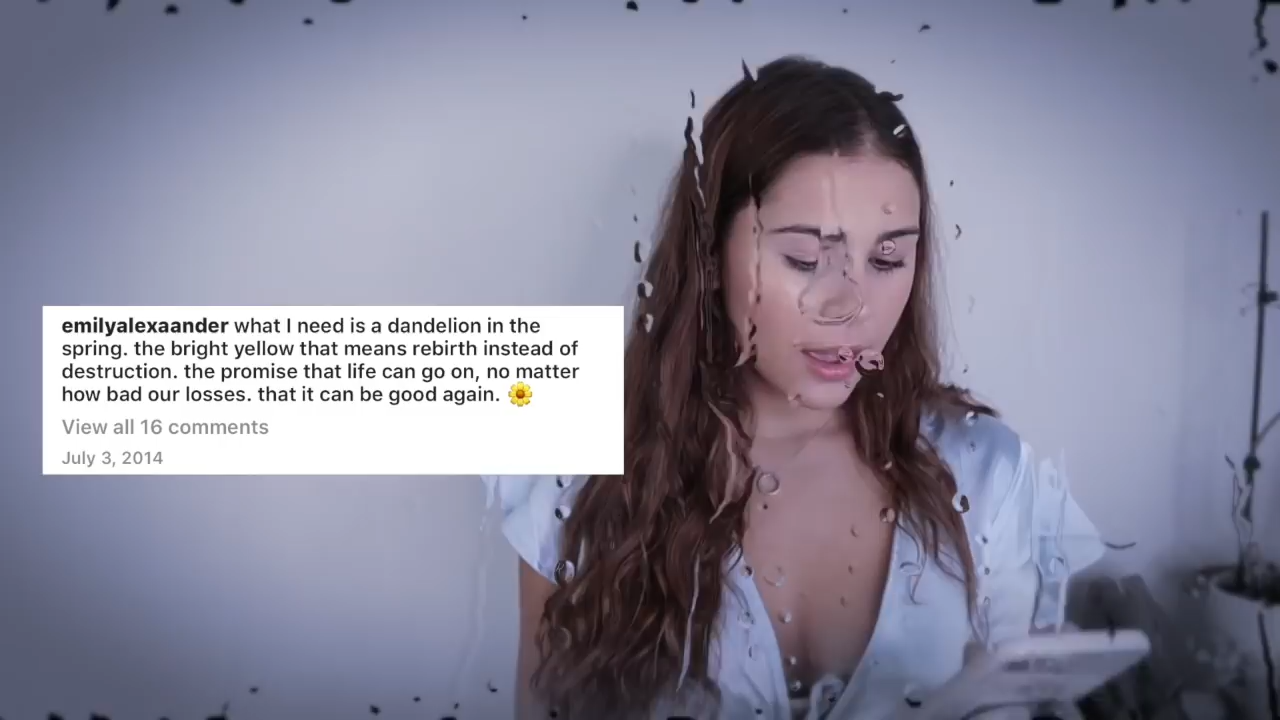 emilyalexaander what I need is a dandelion in the
spring. the bright yellow that means rebirth instead of
destruction. the promise that life can go on, no matter
how bad our losses. that it can be good again. 🌼
View all 16 comments
July 3, 2014